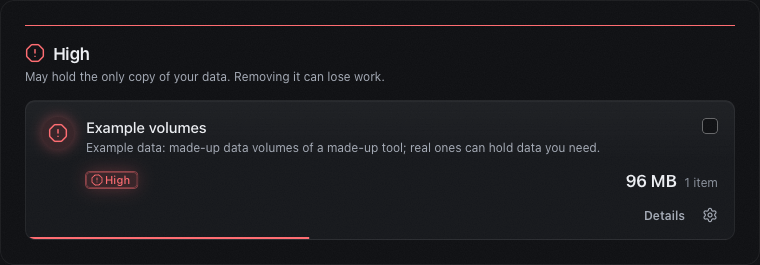 High
May hold the only copy of your data. Removing it can lose work.
Example volumes
Example data: made-up data volumes of a made-up tool; real ones can hold data you need.
High
96 MB 1 item
Details